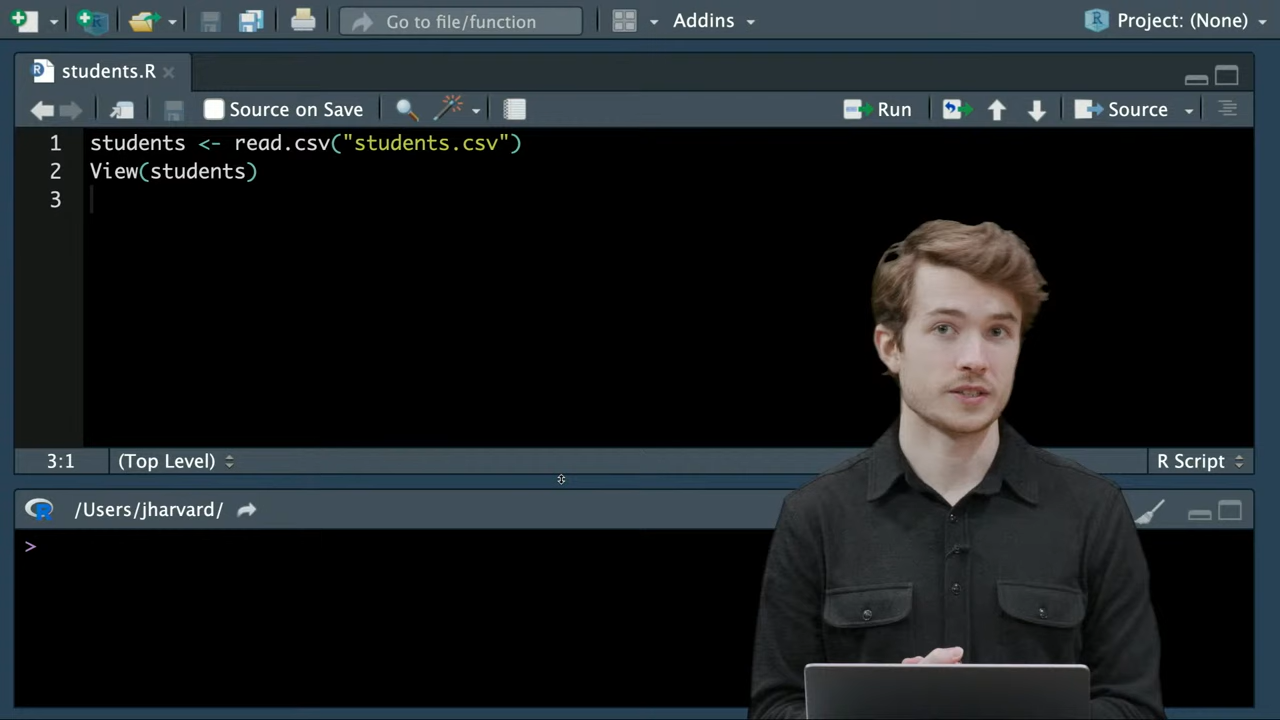 Go to file/function
Addins
Project: (None)
students.R
Source on Save
Run
Source
1 students <- read.csv("students.csv")
2 View(students)
3
3:1
(Top Level)
R Script
/Users/jharvard/
>